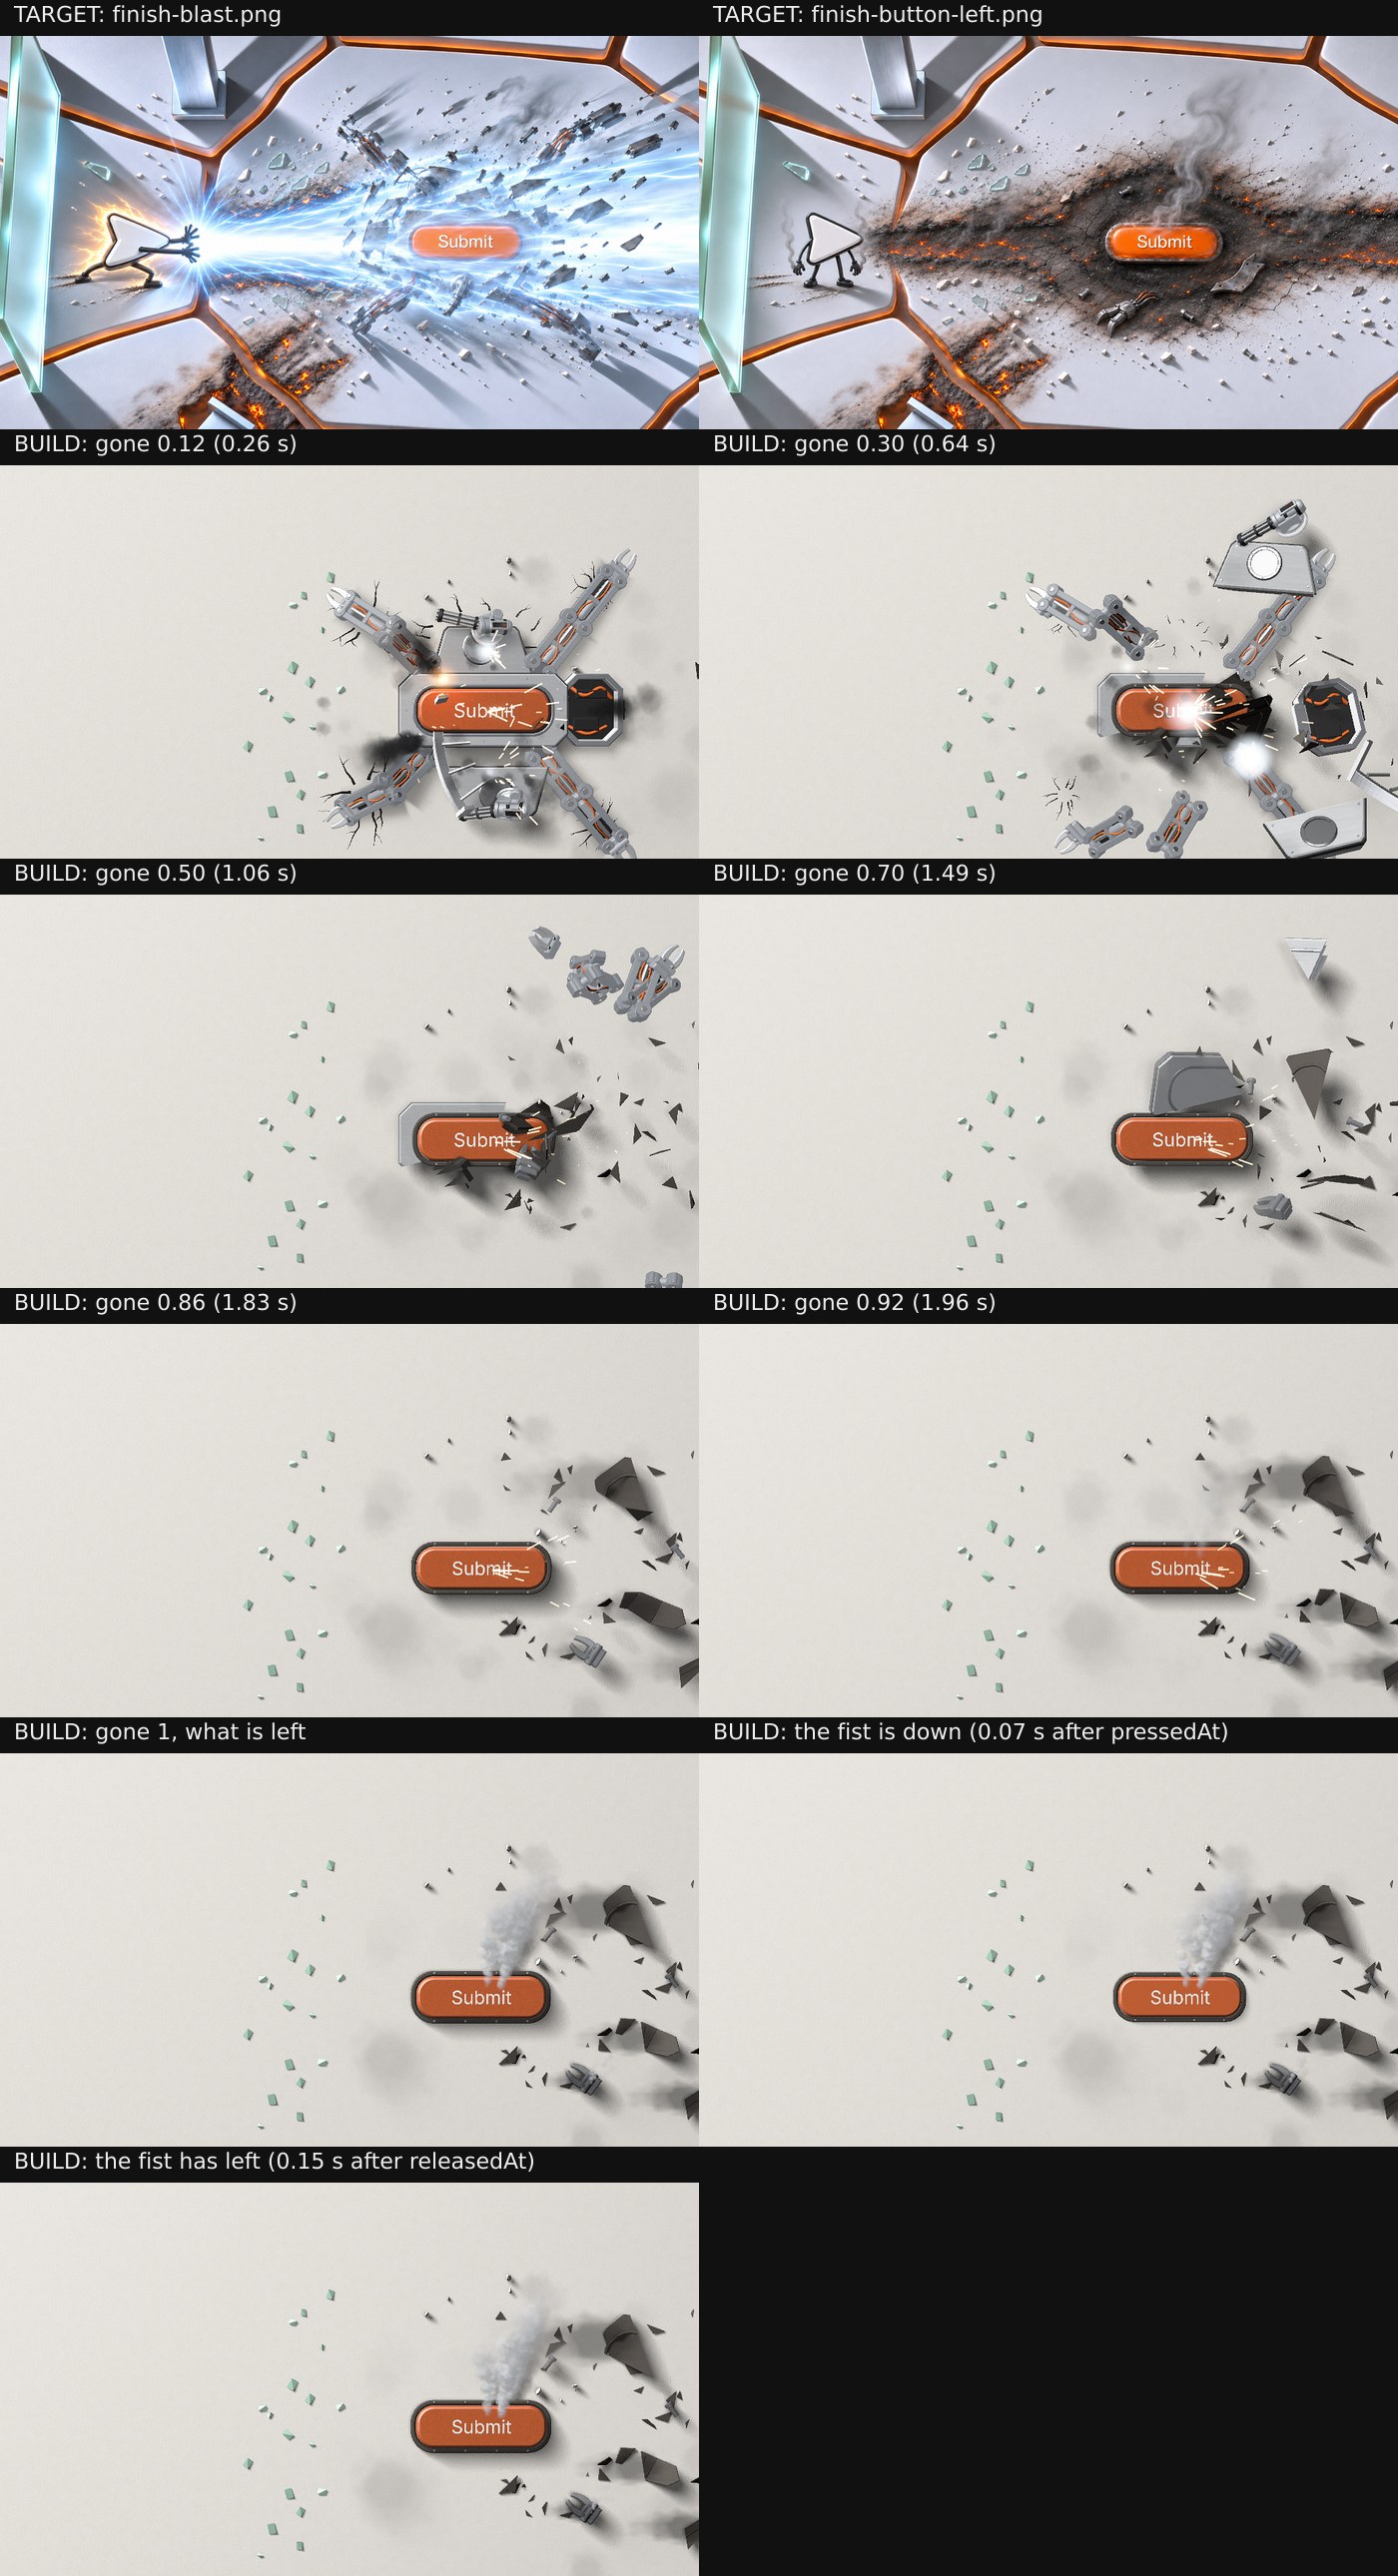 TARGET: finish-blast.png
TARGET: finish-button-left.png
Submit
Submit
BUILD: gone 0.12 (0.26 s)
BUILD: gone 0.30 (0.64 s)
Submit
Submit
BUILD: gone 0.50 (1.06 s)
BUILD: gone 0.70 (1.49 s)
Submit
Submit
BUILD: gone 0.86 (1.83 s)
BUILD: gone 0.92 (1.96 s)
Submit
Submit
BUILD: gone 1, what is left
BUILD: the fist is down (0.07 s after pressedAt)
Submit
Submit
BUILD: the fist has left (0.15 s after releasedAt)
Submit